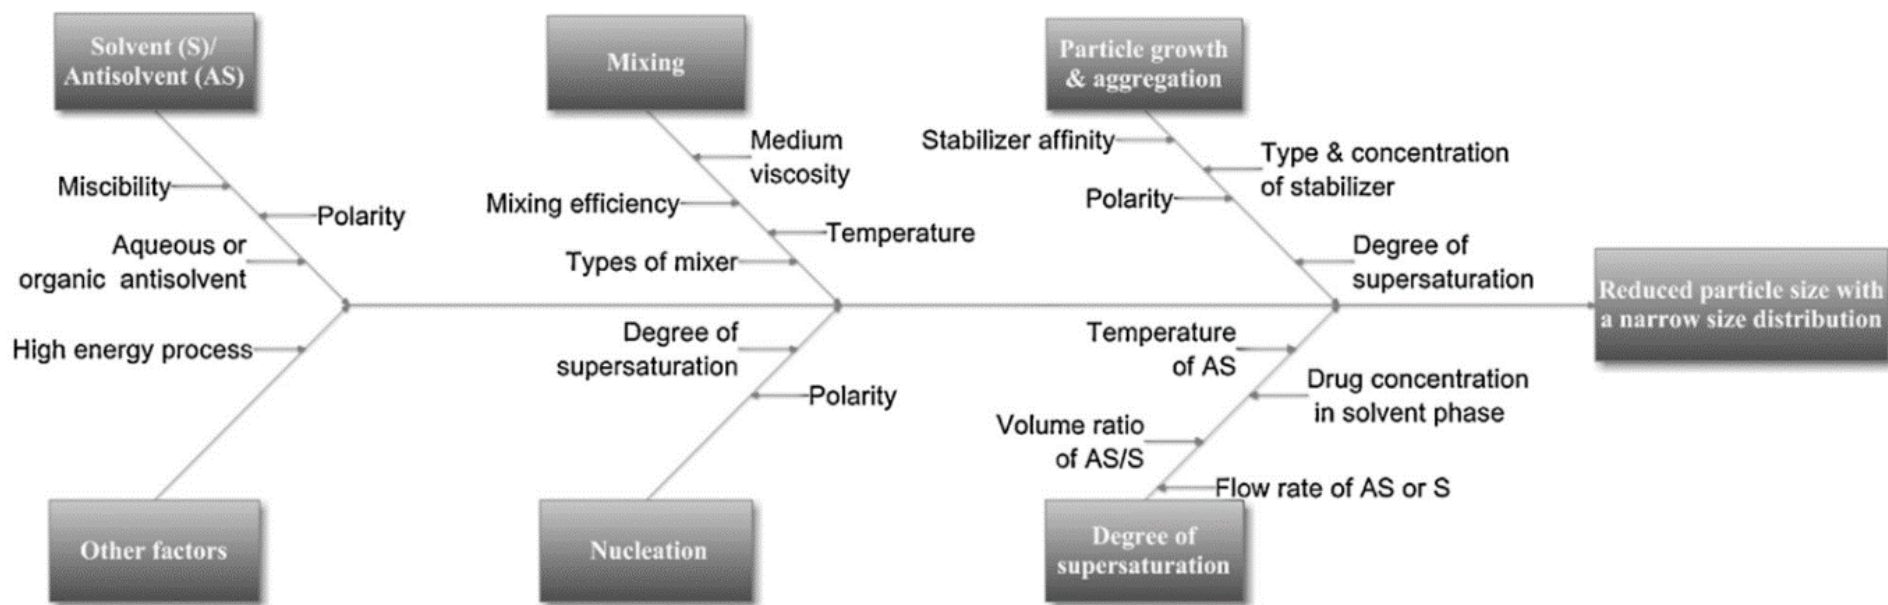 Solvent (S)/
Antisolvent (AS)
Mixing
Particle growth
& aggregation
Miscibility
Polarity
Aqueous or
organic antisolvent
Medium
viscosity
Mixing efficiency
Temperature
Types of mixer
Stabilizer affinity
Type & concentration
of stabilizer
Polarity
Degree of
supersaturation
Reduced particle size with
a narrow size distribution
High energy process
Degree of
supersaturation
Polarity
Temperature
of AS
Drug concentration
in solvent phase
Volume ratio
of AS/S
Flow rate of AS or S
Other factors
Nucleation
Degree of
supersaturation